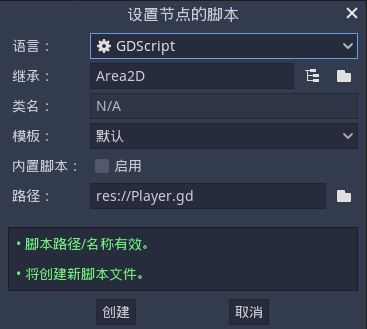 设置节点的脚本
语言： GDScript
继承： Area2D
类名： N/A
模板： 默认
内置脚本： 启用
路径： res://Player.gd
• 脚本路径/名称有效。
• 将创建新脚本文件。
创建 取消